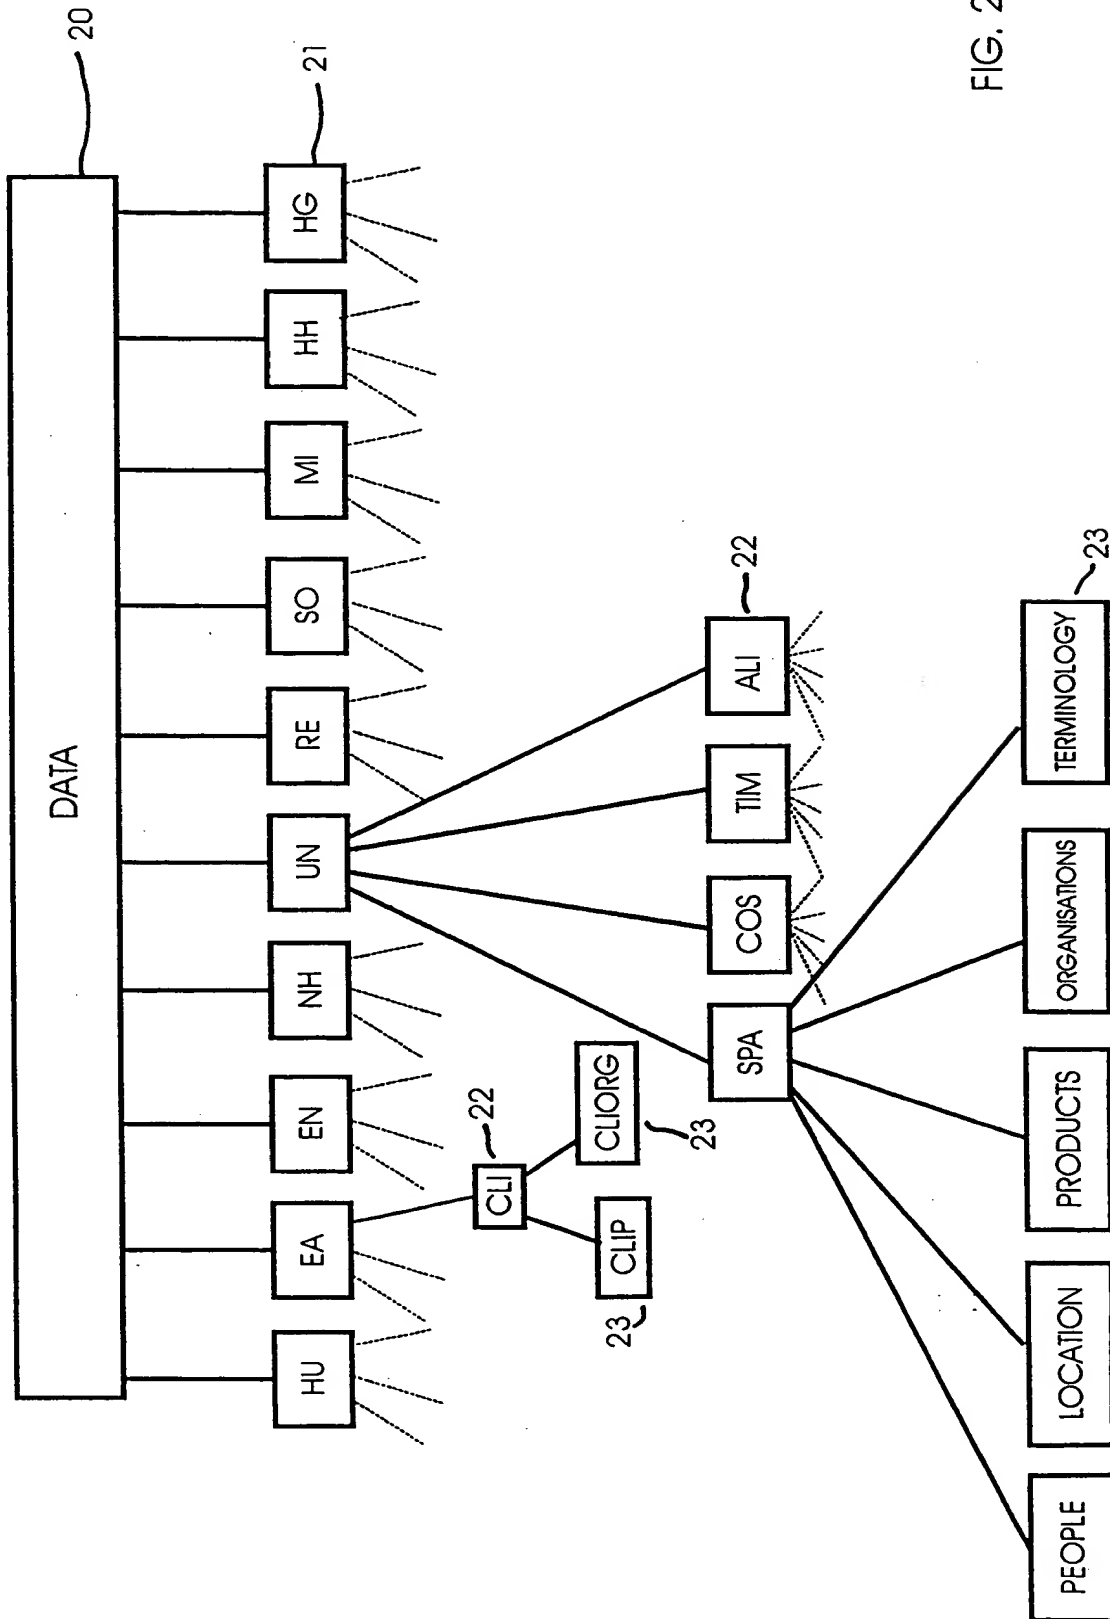 20
DATA
21
HU
EA
EN
NH
UN
RE
SO
MI
HH
HG
22
CLI
CLIP
CLIORG
23
23
22
SPA
COS
TIM
ALI
23
PEOPLE
LOCATION
PRODUCTS
ORGANISATIONS
TERMINOLOGY
FIG. 2